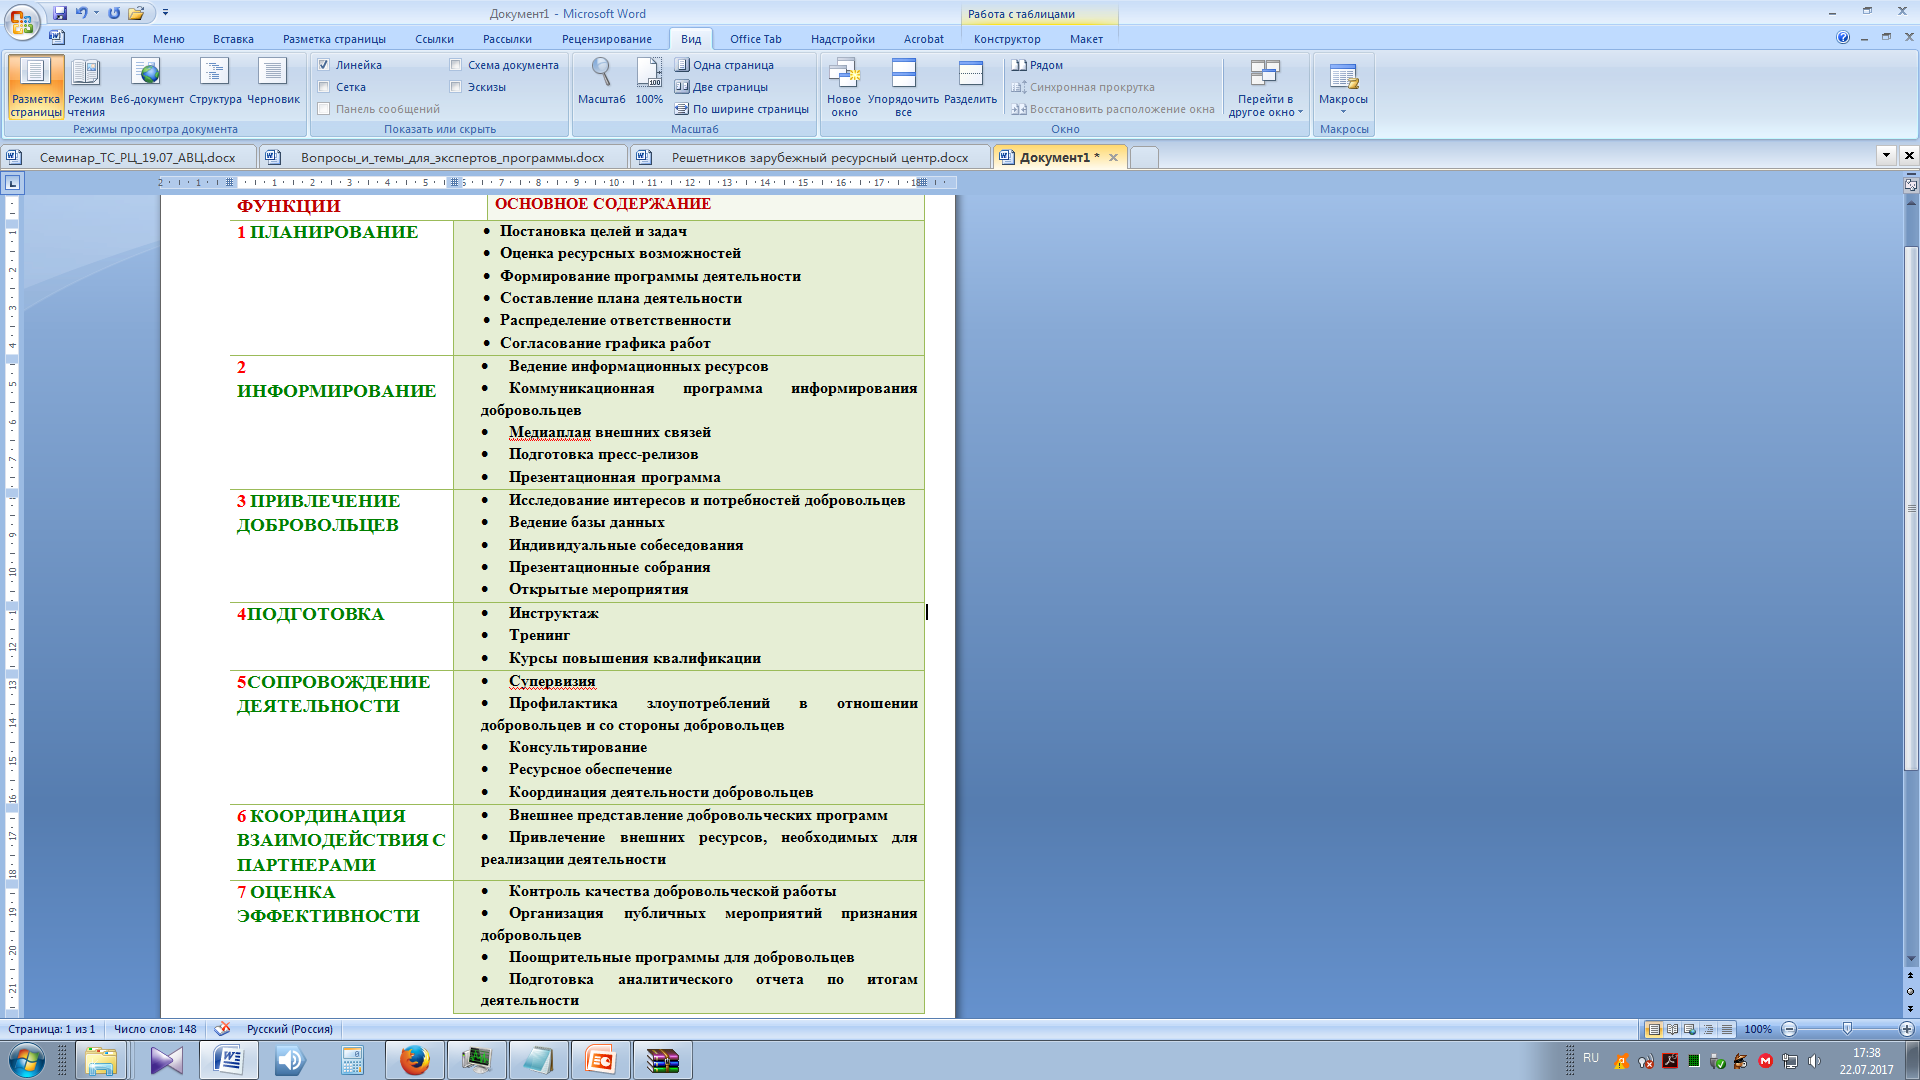 Документ1 - Microsoft Word
Работа с таблицами
Главная Меню Вставка Разметка страницы Ссылки Рассылки Рецензирование Вид Office Tab Надстройки Acrobat Конструктор Макет
Разметка страницы
Режим чтения
Веб-документ
Структура
Черновик
Режимы просмотра документа
Линейка
Сетка
Панель сообщений
Схема документа
Эскизы
Показать или скрыть
Масштаб
100%
Одна страница
Две страницы
По ширине страницы
Масштаб
Новое окно
Упорядочить все
Разделить
Рядом
Синхронная прокрутка
Восстановить расположение окна
Перейти в другое окно
Окно
Макросы
Макросы
Семинар_ТС_РЦ_19.07_АВЦ.docx
Вопросы_и_темы_для_экспертов_программы.docx
Решетников зарубежный ресурсный центр.docx
Документ1 *
ФУНКЦИИ
ОСНОВНОЕ СОДЕРЖАНИЕ
1 ПЛАНИРОВАНИЕ
• Постановка целей и задач
• Оценка ресурсных возможностей
• Формирование программы деятельности
• Составление плана деятельности
• Распределение ответственности
• Согласование графика работ
2
ИНФОРМИРОВАНИЕ
• Ведение информационных ресурсов
• Коммуникационная программа информирования
добровольцев
• Медиаплан внешних связей
• Подготовка пресс-релизов
• Презентационная программа
3 ПРИВЛЕЧЕНИЕ
ДОБРОВОЛЬЦЕВ
• Исследование интересов и потребностей добровольцев
• Ведение базы данных
• Индивидуальные собеседования
• Презентационные собрания
• Открытые мероприятия
4ПОДГОТОВКА
• Инструктаж
• Тренинг
• Курсы повышения квалификации
5СОПРОВОЖДЕНИЕ
ДЕЯТЕЛЬНОСТИ
• Супервизия
• Профилактика злоупотреблений в отношении
добровольцев и со стороны добровольцев
• Консультирование
• Ресурсное обеспечение
• Координация деятельности добровольцев
6 КООРДИНАЦИЯ
ВЗАИМОДЕЙСТВИЯ С
ПАРТНЕРАМИ
• Внешнее представление добровольческих программ
• Привлечение внешних ресурсов, необходимых для
реализации деятельности
7 ОЦЕНКА
ЭФФЕКТИВНОСТИ
• Контроль качества добровольческой работы
• Организация публичных мероприятий признания
добровольцев
• Поощрительные программы для добровольцев
• Подготовка аналитического отчета по итогам
деятельности
Страница: 1 из 1 Число слов: 148 Русский (Россия)
100%
RU
17:38
22.07.2017